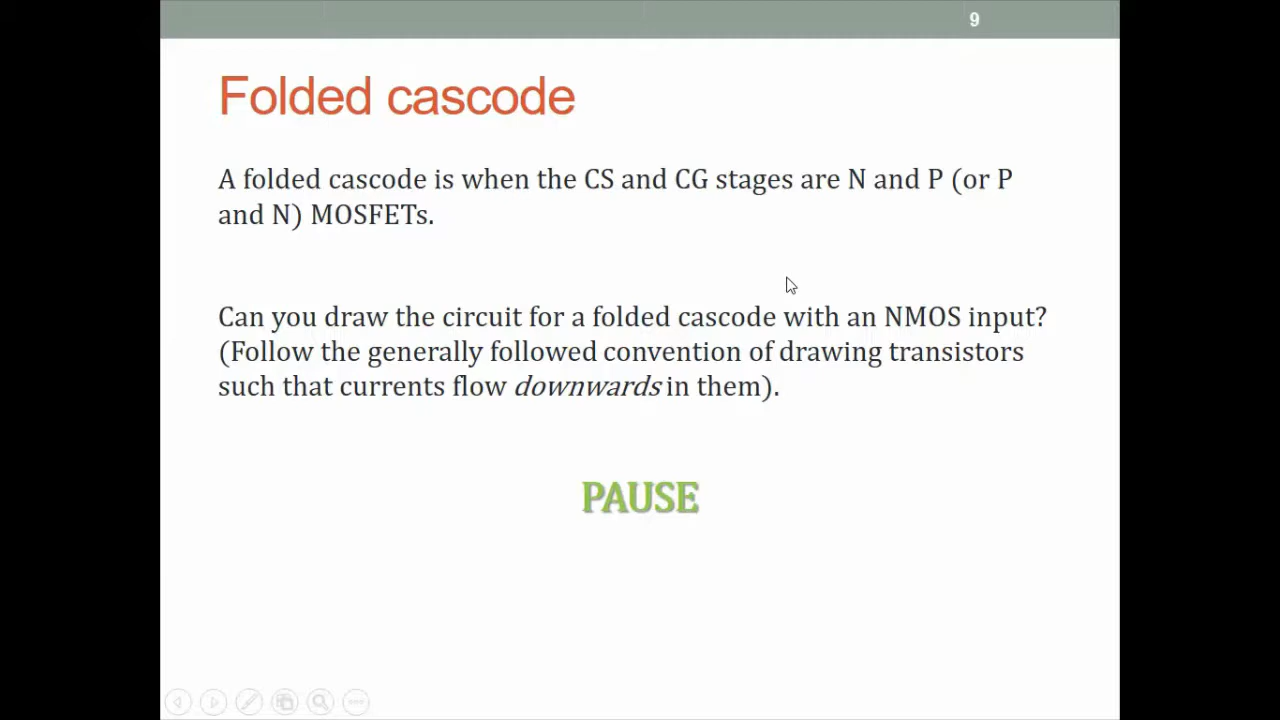 9
Folded cascode
A folded cascode is when the CS and CG stages are N and P (or P
and N) MOSFETs.
Can you draw the circuit for a folded cascode with an NMOS input?
(Follow the generally followed convention of drawing transistors
such that currents flow downwards in them).
PAUSE